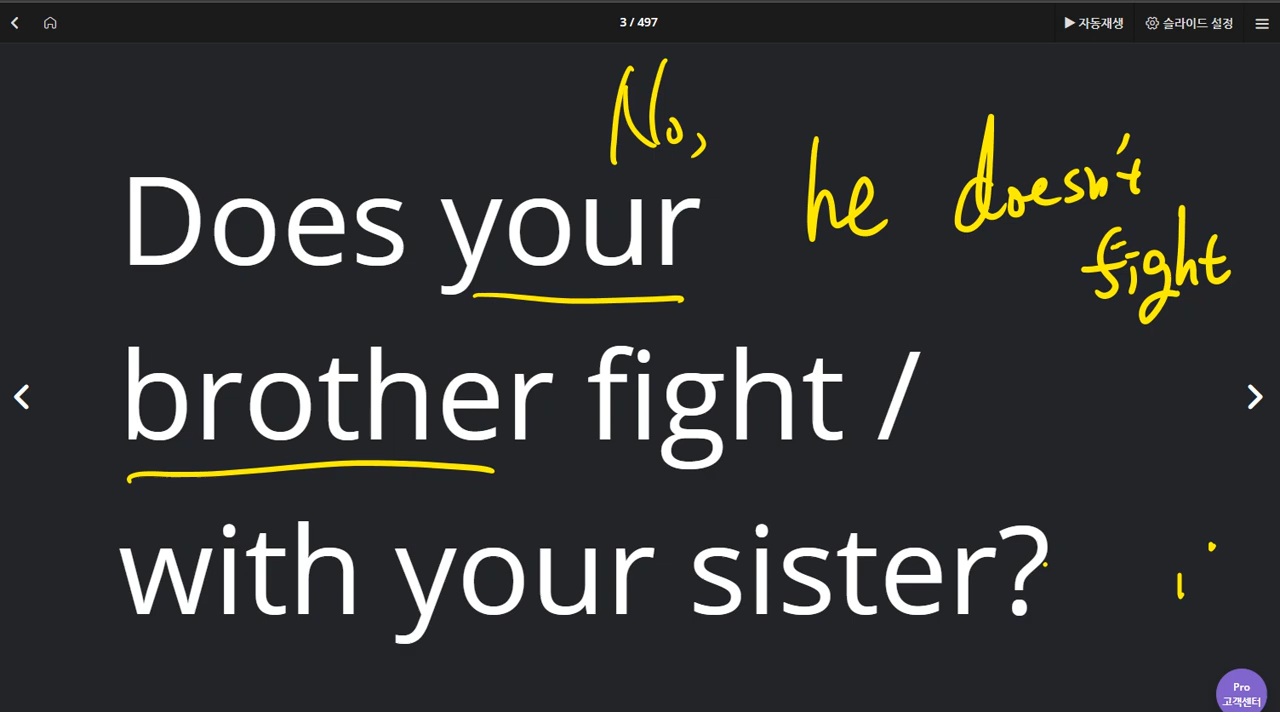 3 / 497
자동재생
슬라이드 설정
No,
he doesn't
fight
Does your
brother fight /
with your sister?
Pro
고객센터